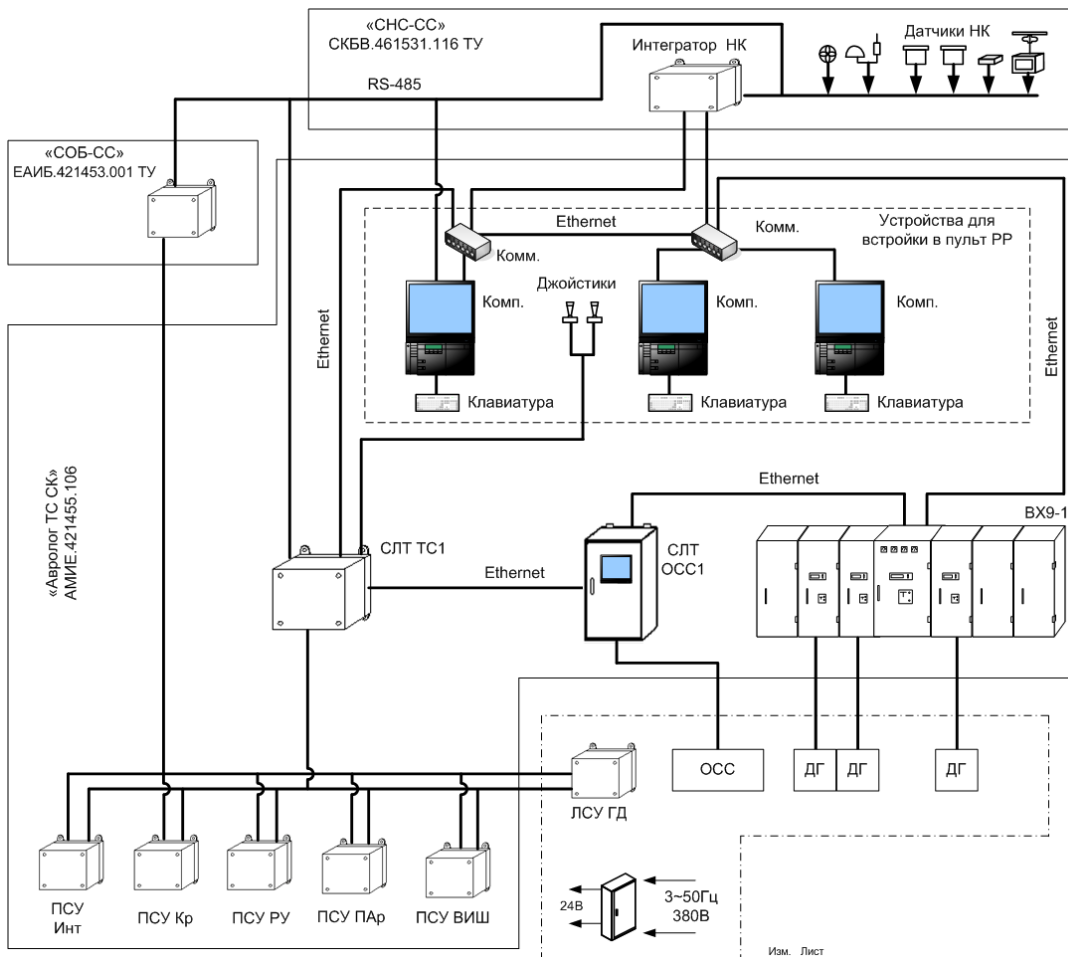 «СНС-СС»
СКБВ.461531.116 ТУ
Интегратор НК
Датчики НК
RS-485
«СОБ-СС»
ЕАИБ.421453.001 ТУ
Ethernet
Комм.
Устройства для
встройки в пульт РР
Комм.
Джойстики
Комп.
Комп.
Комп.
Ethernet
Ethernet
Клавиатура
Клавиатура
Клавиатура
«Авролог ТС СК»
АМИЕ.421455.106
Ethernet
ВХ9-1
СЛТ ТС1
СЛТ
ОСС1
Ethernet
ОСС
ДГ
ДГ
ДГ
ЛСУ ГД
ПСУ
Инт
ПСУ Кр
ПСУ РУ
ПСУ ПАр
ПСУ ВИШ
24В
3~50Гц
380В
Изм. Лист